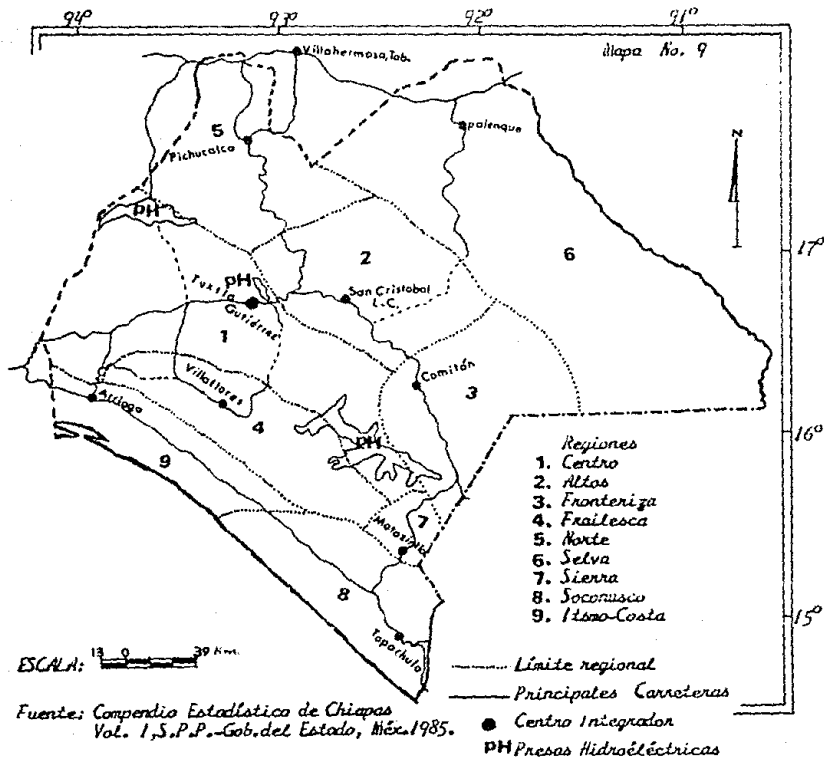 94º 93º 92º 91º
Mapa No. 9
Villahermosa, Tab.
Palenque
5
Pichucalco
N
pH
17º
2
6
pH
Tuxtla Gutiérrez
San Cristobal L.C.
1
Comitán
3
Villaflores
Arriaga
4
16º
pH
9
Regiones
1. Centro
2. Altos
3. Fronteriza
4. Frailesca
5. Norte
6. Selva
7. Sierra
8. Soconusco
9. Itsmo-Costa
7
Motozintla
8
15º
Tapachula
ESCALA: 13 0 39 Km.
Límite regional
Principales Carreteras
Centro Integrador
pH Presas Hidroéléctricas
Fuente: Compendio Estadístico de Chiapas
Vol. 1, S.P.P.-Gob. del Estado, Méx. 1985.